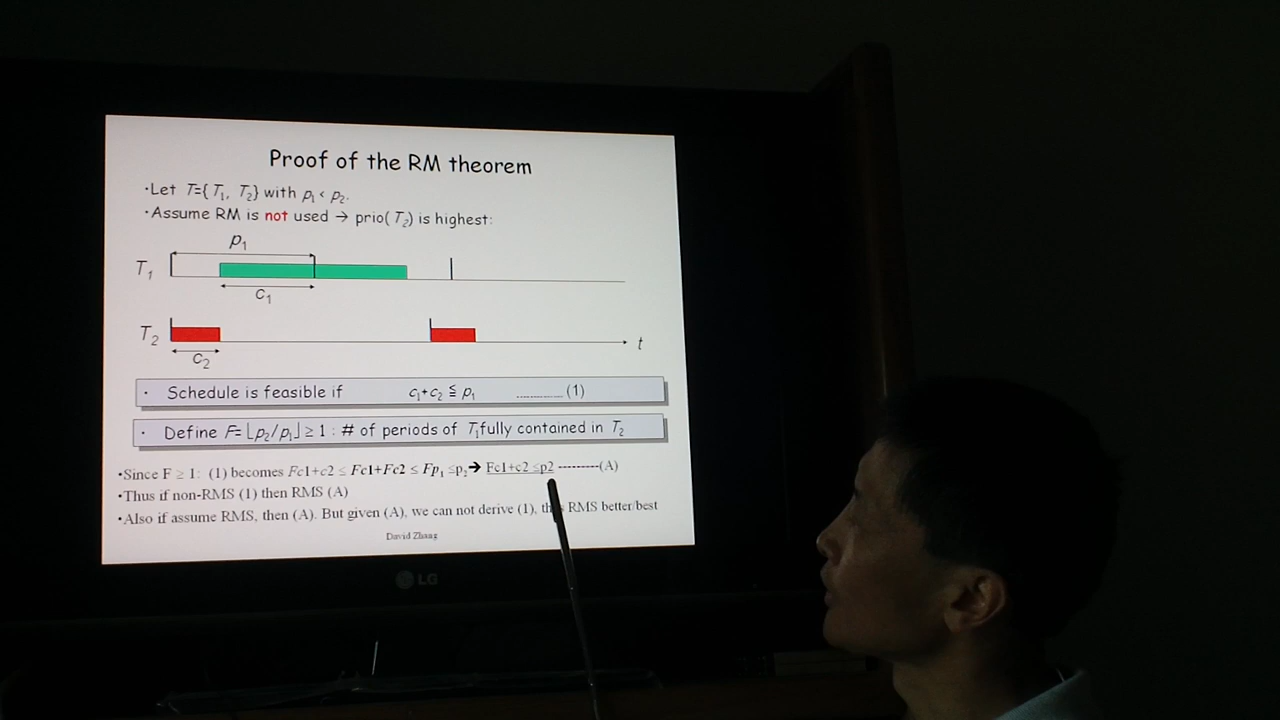 Proof of the RM theorem
·Let T={T₁, T₂} with p₁ < p₂.
·Assume RM is not used → prio(T₂) is highest:
p₁
T₁
c₁
T₂
t
c₂
· Schedule is feasible if c₁+c₂ ≦ p₁ ............ (1)
· Define F=⌊p₂/p₁⌋ ≥ 1 : # of periods of T₁fully contained in T₂
•Since F ≥ 1: (1) becomes Fc1+c2 ≤ Fc1+Fc2 ≤ Fp₁ ≤p₂➔ Fc1+c2 ≤p2 ---------(A)
•Thus if non-RMS (1) then RMS (A)
•Also if assume RMS, then (A). But given (A), we can not derive (1), RMS better/best
David Zhang
LG